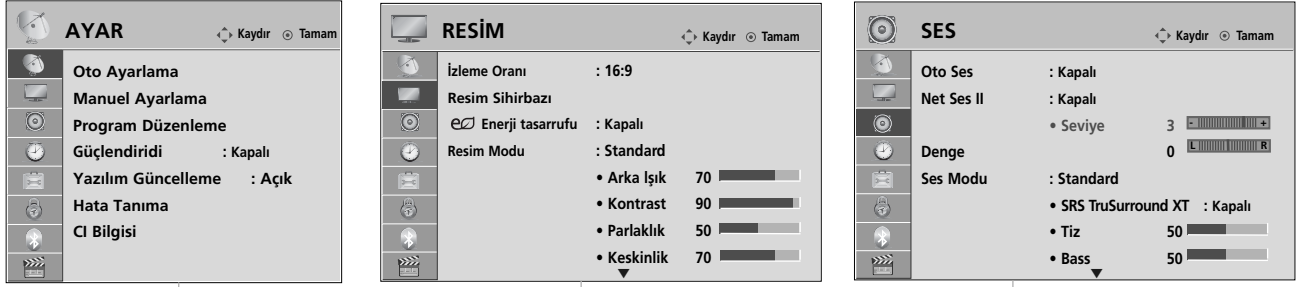 AYAR
Kaydır Tamam
Oto Ayarlama
Manuel Ayarlama
Program Düzenleme
Güçlendiridi : Kapalı
Yazılım Güncelleme : Açık
Hata Tanıma
CI Bilgisi
RESİM
Kaydır Tamam
İzleme Oranı : 16:9
Resim Sihirbazı
Enerji tasarrufu : Kapalı
Resim Modu : Standard
• Arka Işık 70
• Kontrast 90
• Parlaklık 50
• Keskinlik 70
SES
Kaydır Tamam
Oto Ses : Kapalı
Net Ses II : Kapalı
• Seviye 3 - +
Denge 0 L R
Ses Modu : Standard
• SRS TruSurround XT : Kapalı
• Tiz 50
• Bass 50